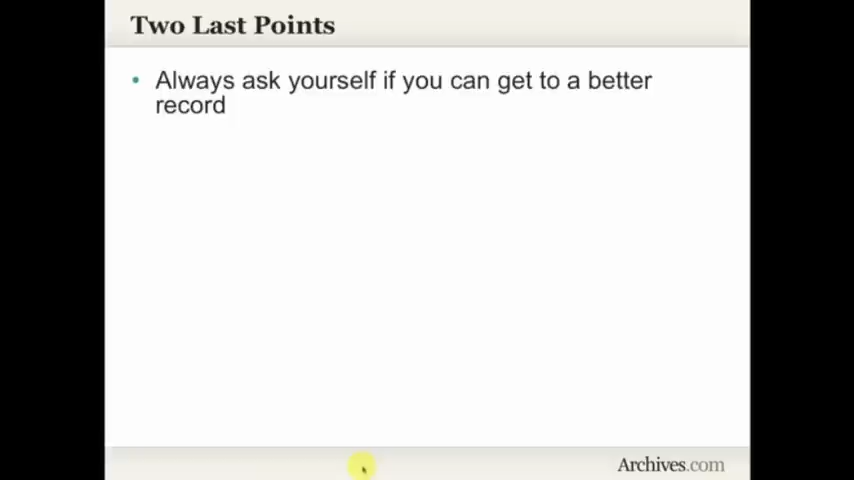 Two Last Points
• Always ask yourself if you can get to a better
record
Archives.com